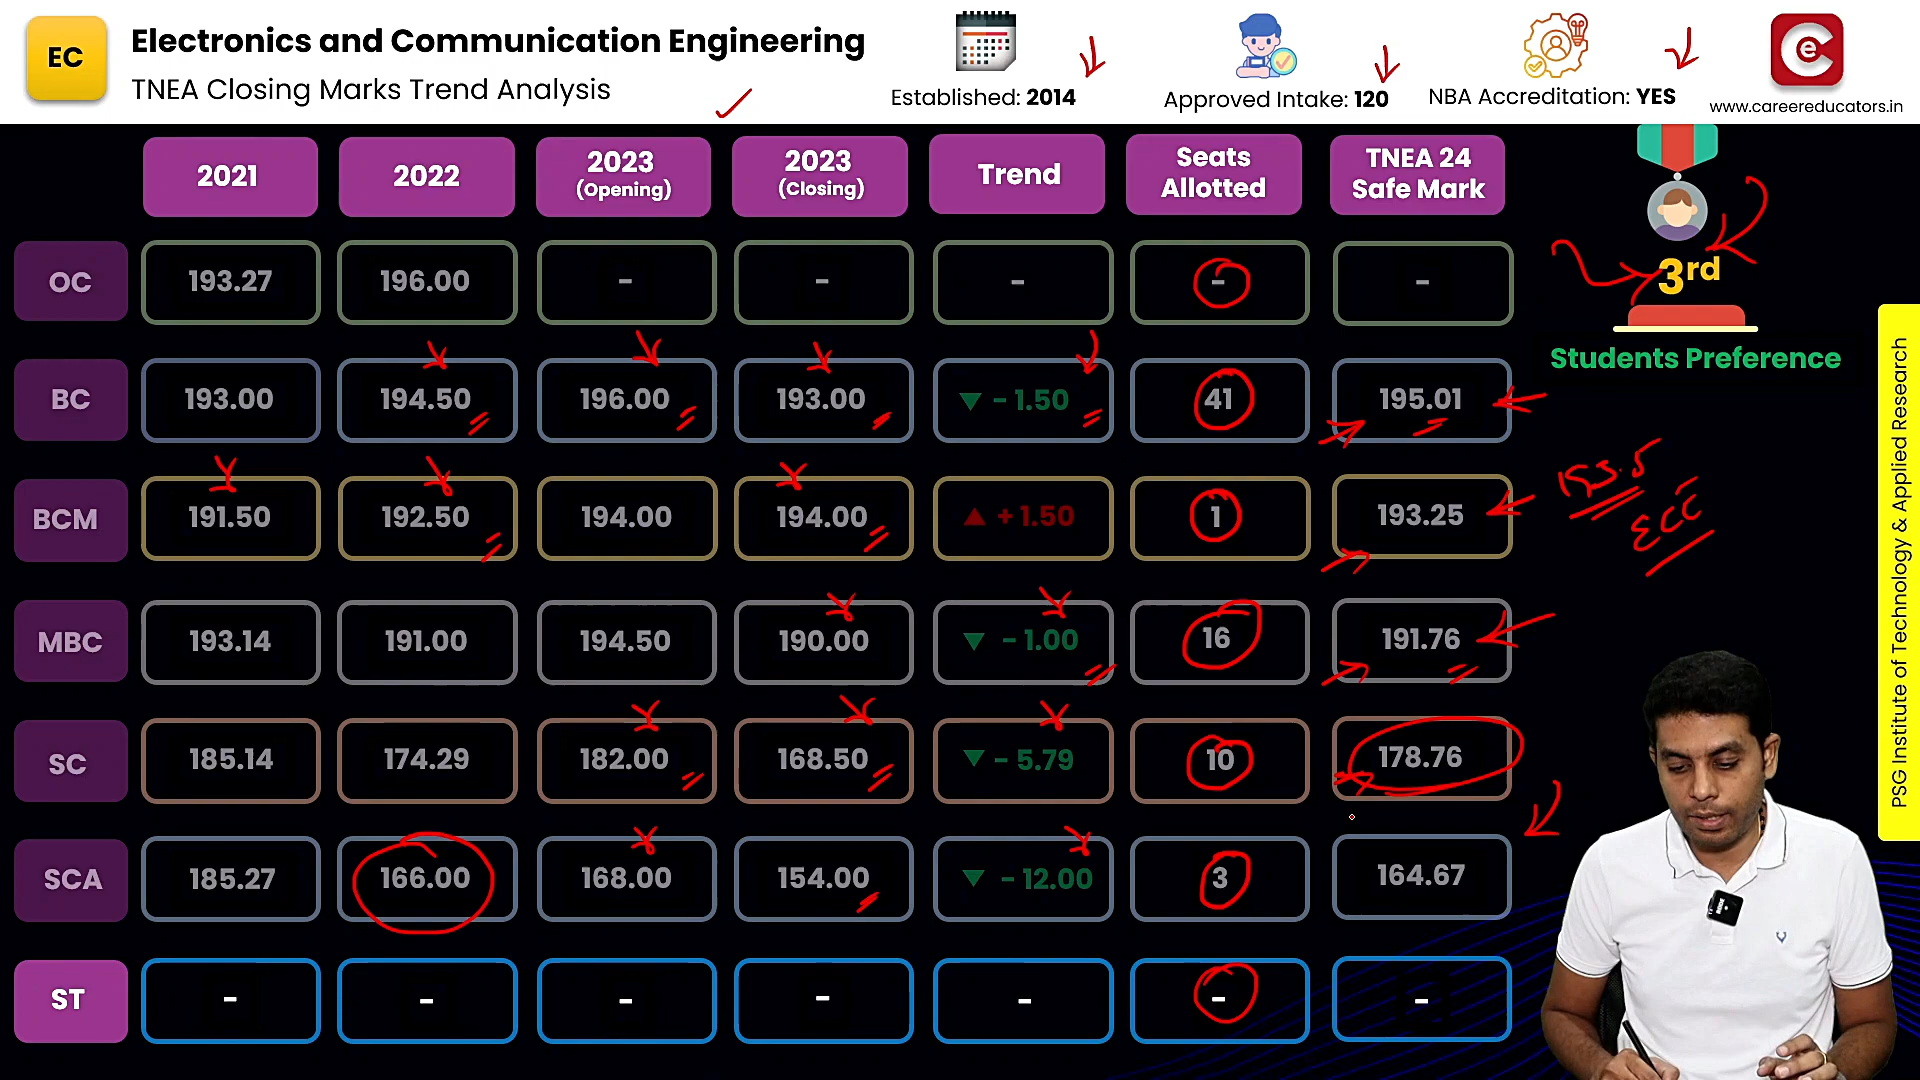 EC
Electronics and Communication Engineering
TNEA Closing Marks Trend Analysis
Established: 2014
Approved Intake: 120
NBA Accreditation: YES
e
www.careereducators.in
2021
2022
2023
(Opening)
2023
(Closing)
Trend
Seats
Allotted
TNEA 24
Safe Mark
OC 193.27 196.00 - - - - -
BC 193.00 194.50 196.00 193.00 ▼ - 1.50 41 195.01
BCM 191.50 192.50 194.00 194.00 ▲ + 1.50 1 193.25
MBC 193.14 191.00 194.50 190.00 ▼ - 1.00 16 191.76
SC 185.14 174.29 182.00 168.50 ▼ - 5.79 10 178.76
SCA 185.27 166.00 168.00 154.00 ▼ - 12.00 3 164.67
ST - - - - - - -
3rd
Students Preference
ECE
PSG Institute of Technology & Applied Research